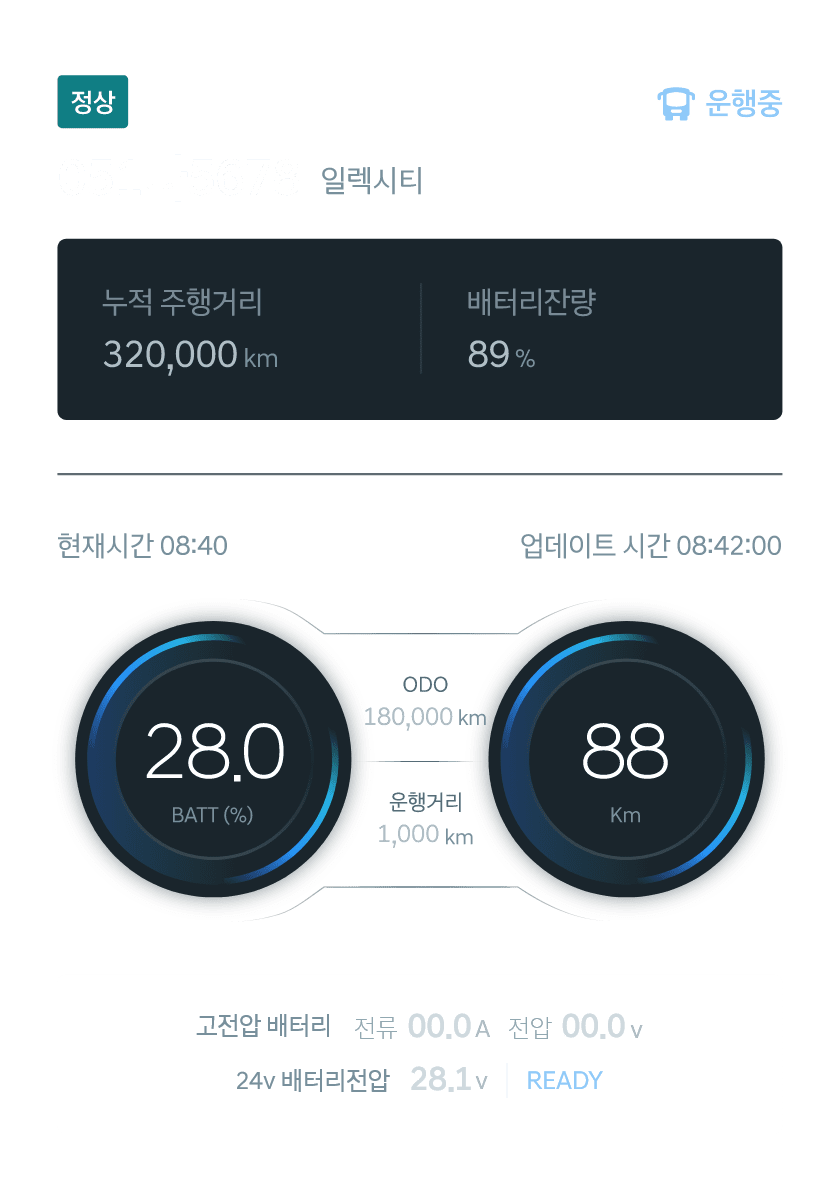 정상
운행중
일렉시티
누적 주행거리
320,000 km
배터리잔량
89 %
현재시간 08:40
업데이트 시간 08:42:00
28.0
BATT (%)
ODO
180,000 km
운행거리
1,000 km
88
Km
고전압 배터리 전류 00.0 A 전압 00.0 v
24v 배터리전압 28.1 v READY